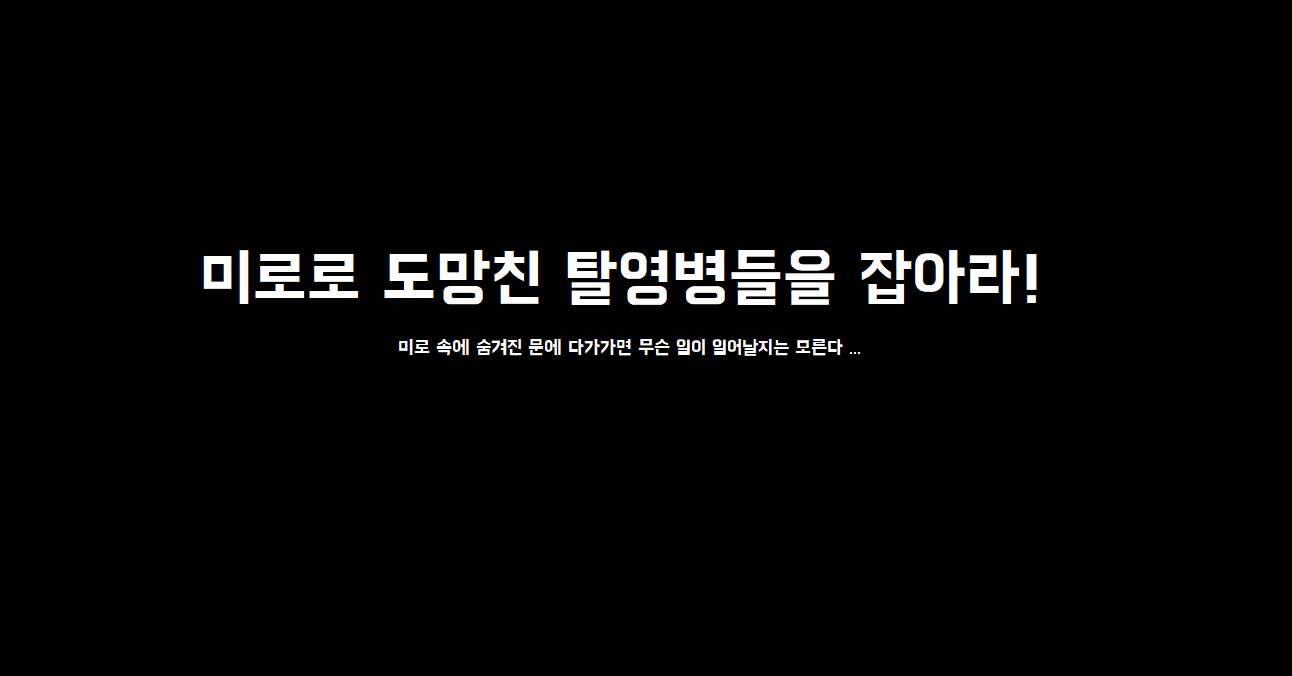 미로로 도망친 탈영병들을 잡아라!
미로 속에 숨겨진 문에 다가가면 무슨 일이 일어날지는 모른다 ...